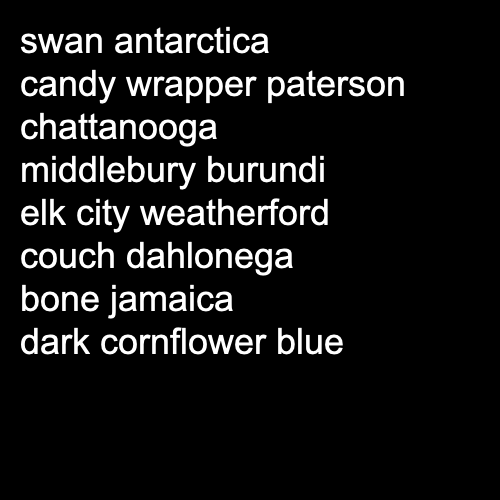 swan antarctica
candy wrapper paterson
chattanooga
middlebury burundi
elk city weatherford
couch dahlonega
bone jamaica
dark cornflower blue